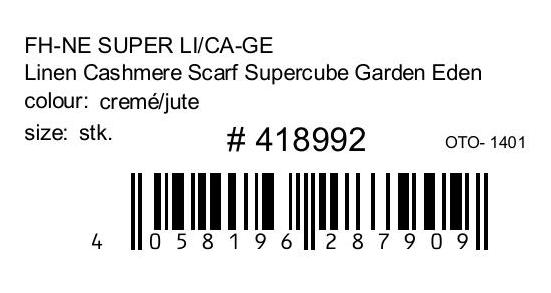 FH-NE SUPER LI/CA-GE
Linen Cashmere Scarf Supercube Garden Eden
colour: cremé/jute
size: stk.
# 418992
OTO- 1401
4 058196 287909